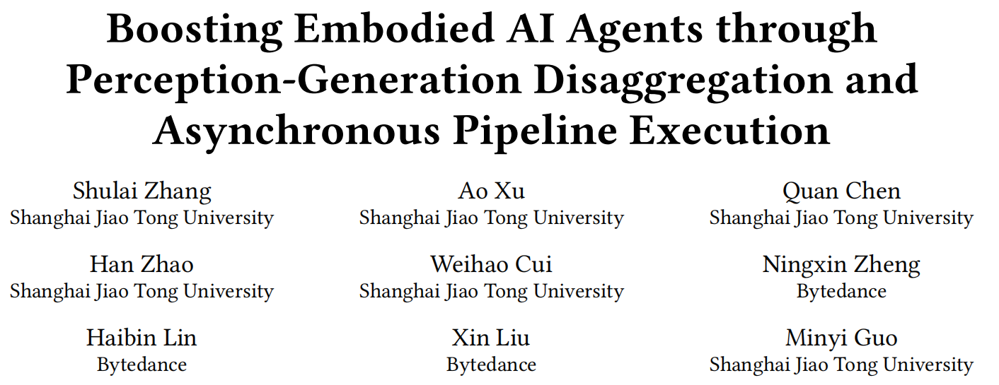 Boosting Embodied AI Agents through
Perception-Generation Disaggregation and
Asynchronous Pipeline Execution
Shulai Zhang
Shanghai Jiao Tong University
Ao Xu
Shanghai Jiao Tong University
Quan Chen
Shanghai Jiao Tong University
Han Zhao
Shanghai Jiao Tong University
Weihao Cui
Shanghai Jiao Tong University
Ningxin Zheng
Bytedance
Haibin Lin
Bytedance
Xin Liu
Bytedance
Minyi Guo
Shanghai Jiao Tong University